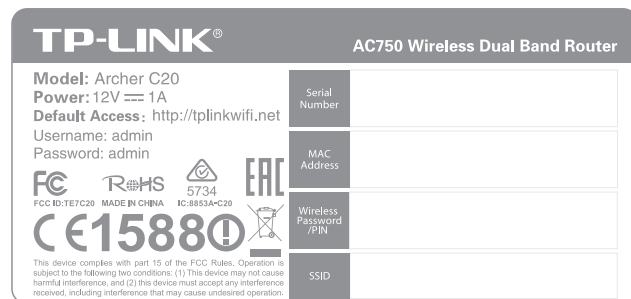 TP-LINK®
AC750 Wireless Dual Band Router
Model: Archer C20
Power: 12V ⎓ 1A
Default Access: http://tplinkwifi.net
Username: admin
Password: admin
FC
RoHS
5734
EAC
FCC ID:TE7C20 MADE IN CHINA IC:8853A-C20
CE1588!
This device complies with part 15 of the FCC Rules. Operation is
subject to the following two conditions: (1) This device may not cause
harmful interference, and (2) this device must accept any interference
received, including interference that may cause undesired operation.
Serial
Number
MAC
Address
Wireless
Password
/PIN
SSID